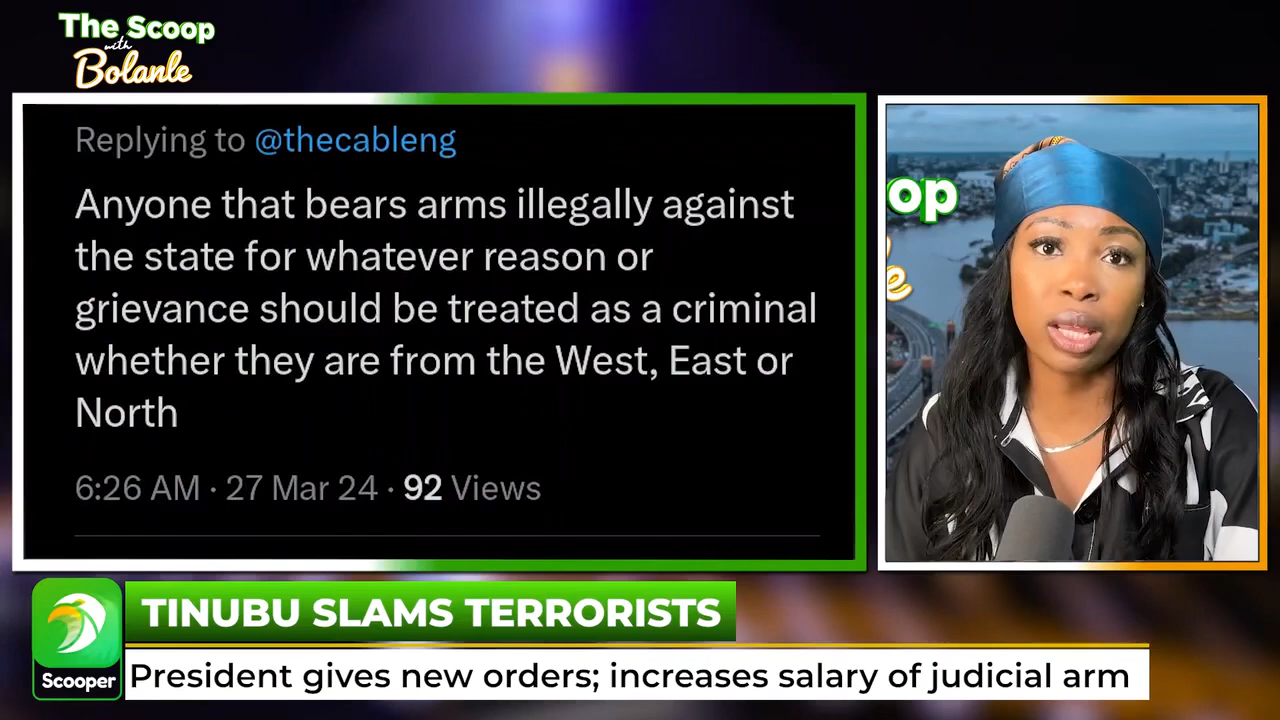 The Scoop
with
Bolanle
Replying to @thecableng
Anyone that bears arms illegally against
the state for whatever reason or
grievance should be treated as a criminal
whether they are from the West, East or
North
6:26 AM · 27 Mar 24 · 92 Views
op
e
TINUBU SLAMS TERRORISTS
Scooper
President gives new orders; increases salary of judicial arm